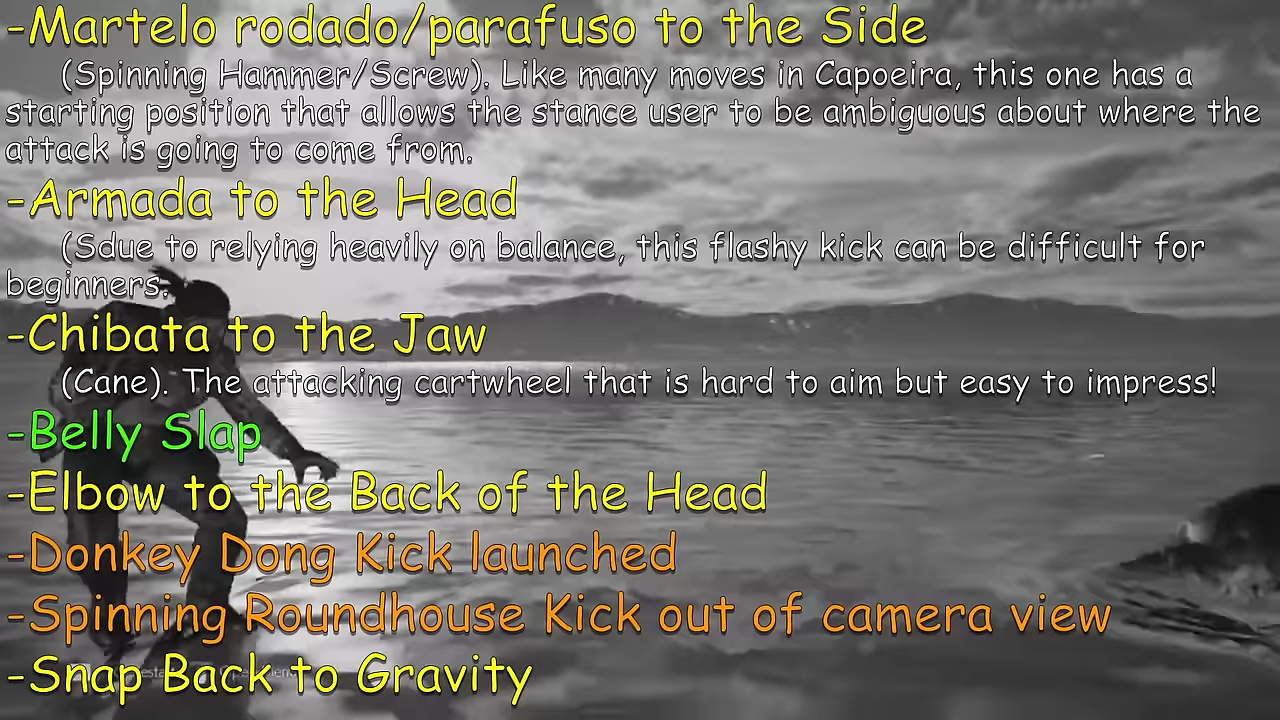 -Martelo rodado/parafuso to the Side
(Spinning Hammer/Screw). Like many moves in Capoeira, this one has a
starting position that allows the stance user to be ambiguous about where the
attack is going to come from.
-Armada to the Head
(Sdue to relying heavily on balance, this flashy kick can be difficult for
beginners.
-Chibata to the Jaw
(Cane). The attacking cartwheel that is hard to aim but easy to impress!
-Belly Slap
-Elbow to the Back of the Head
-Donkey Dong Kick launched
-Spinning Roundhouse Kick out of camera view
-Snap Back to Gravity